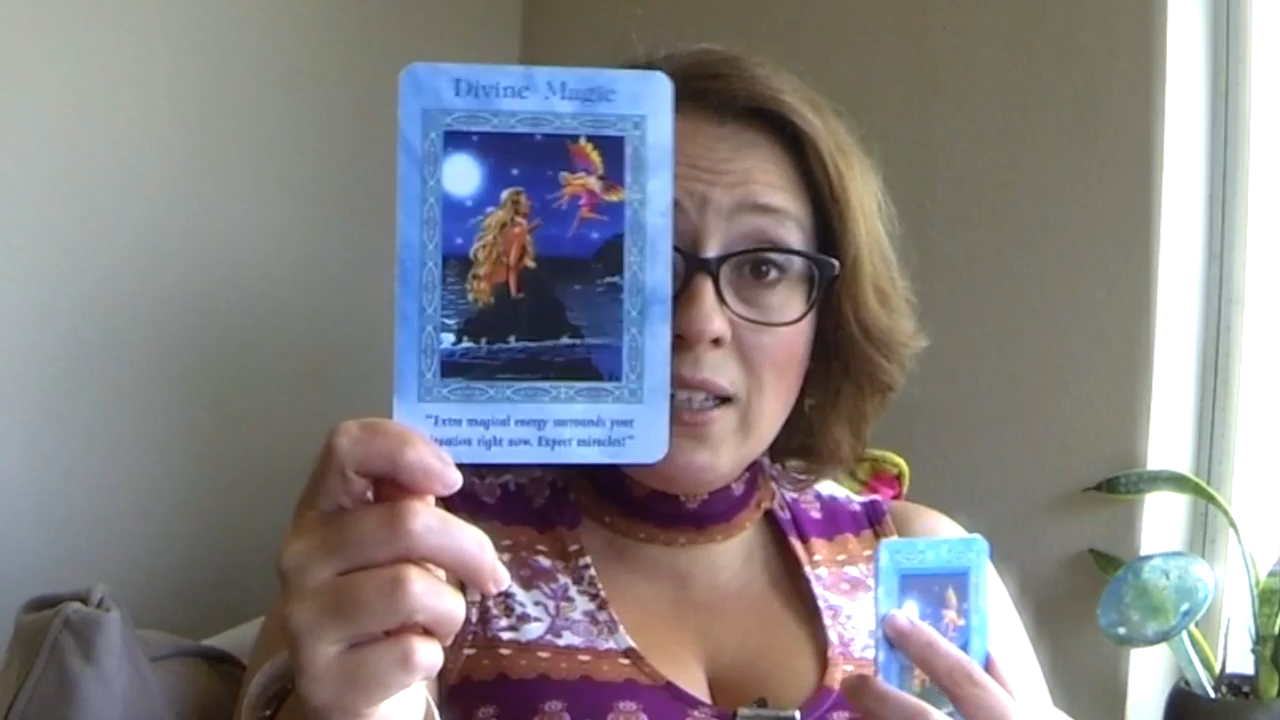 Divine Magic
"Extra magical energy surrounds your
situation right now. Expect miracles!"